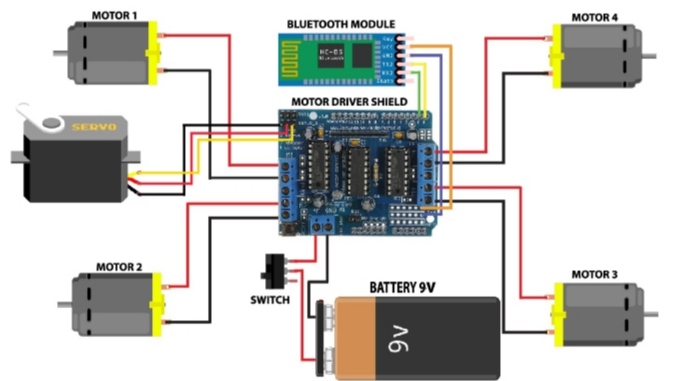 MOTOR 1
BLUETOOTH MODULE
MOTOR 4
HC-05
MOTOR DRIVER SHIELD
SERVO
MOTOR 2
SWITCH
BATTERY 9V
9v
MOTOR 3